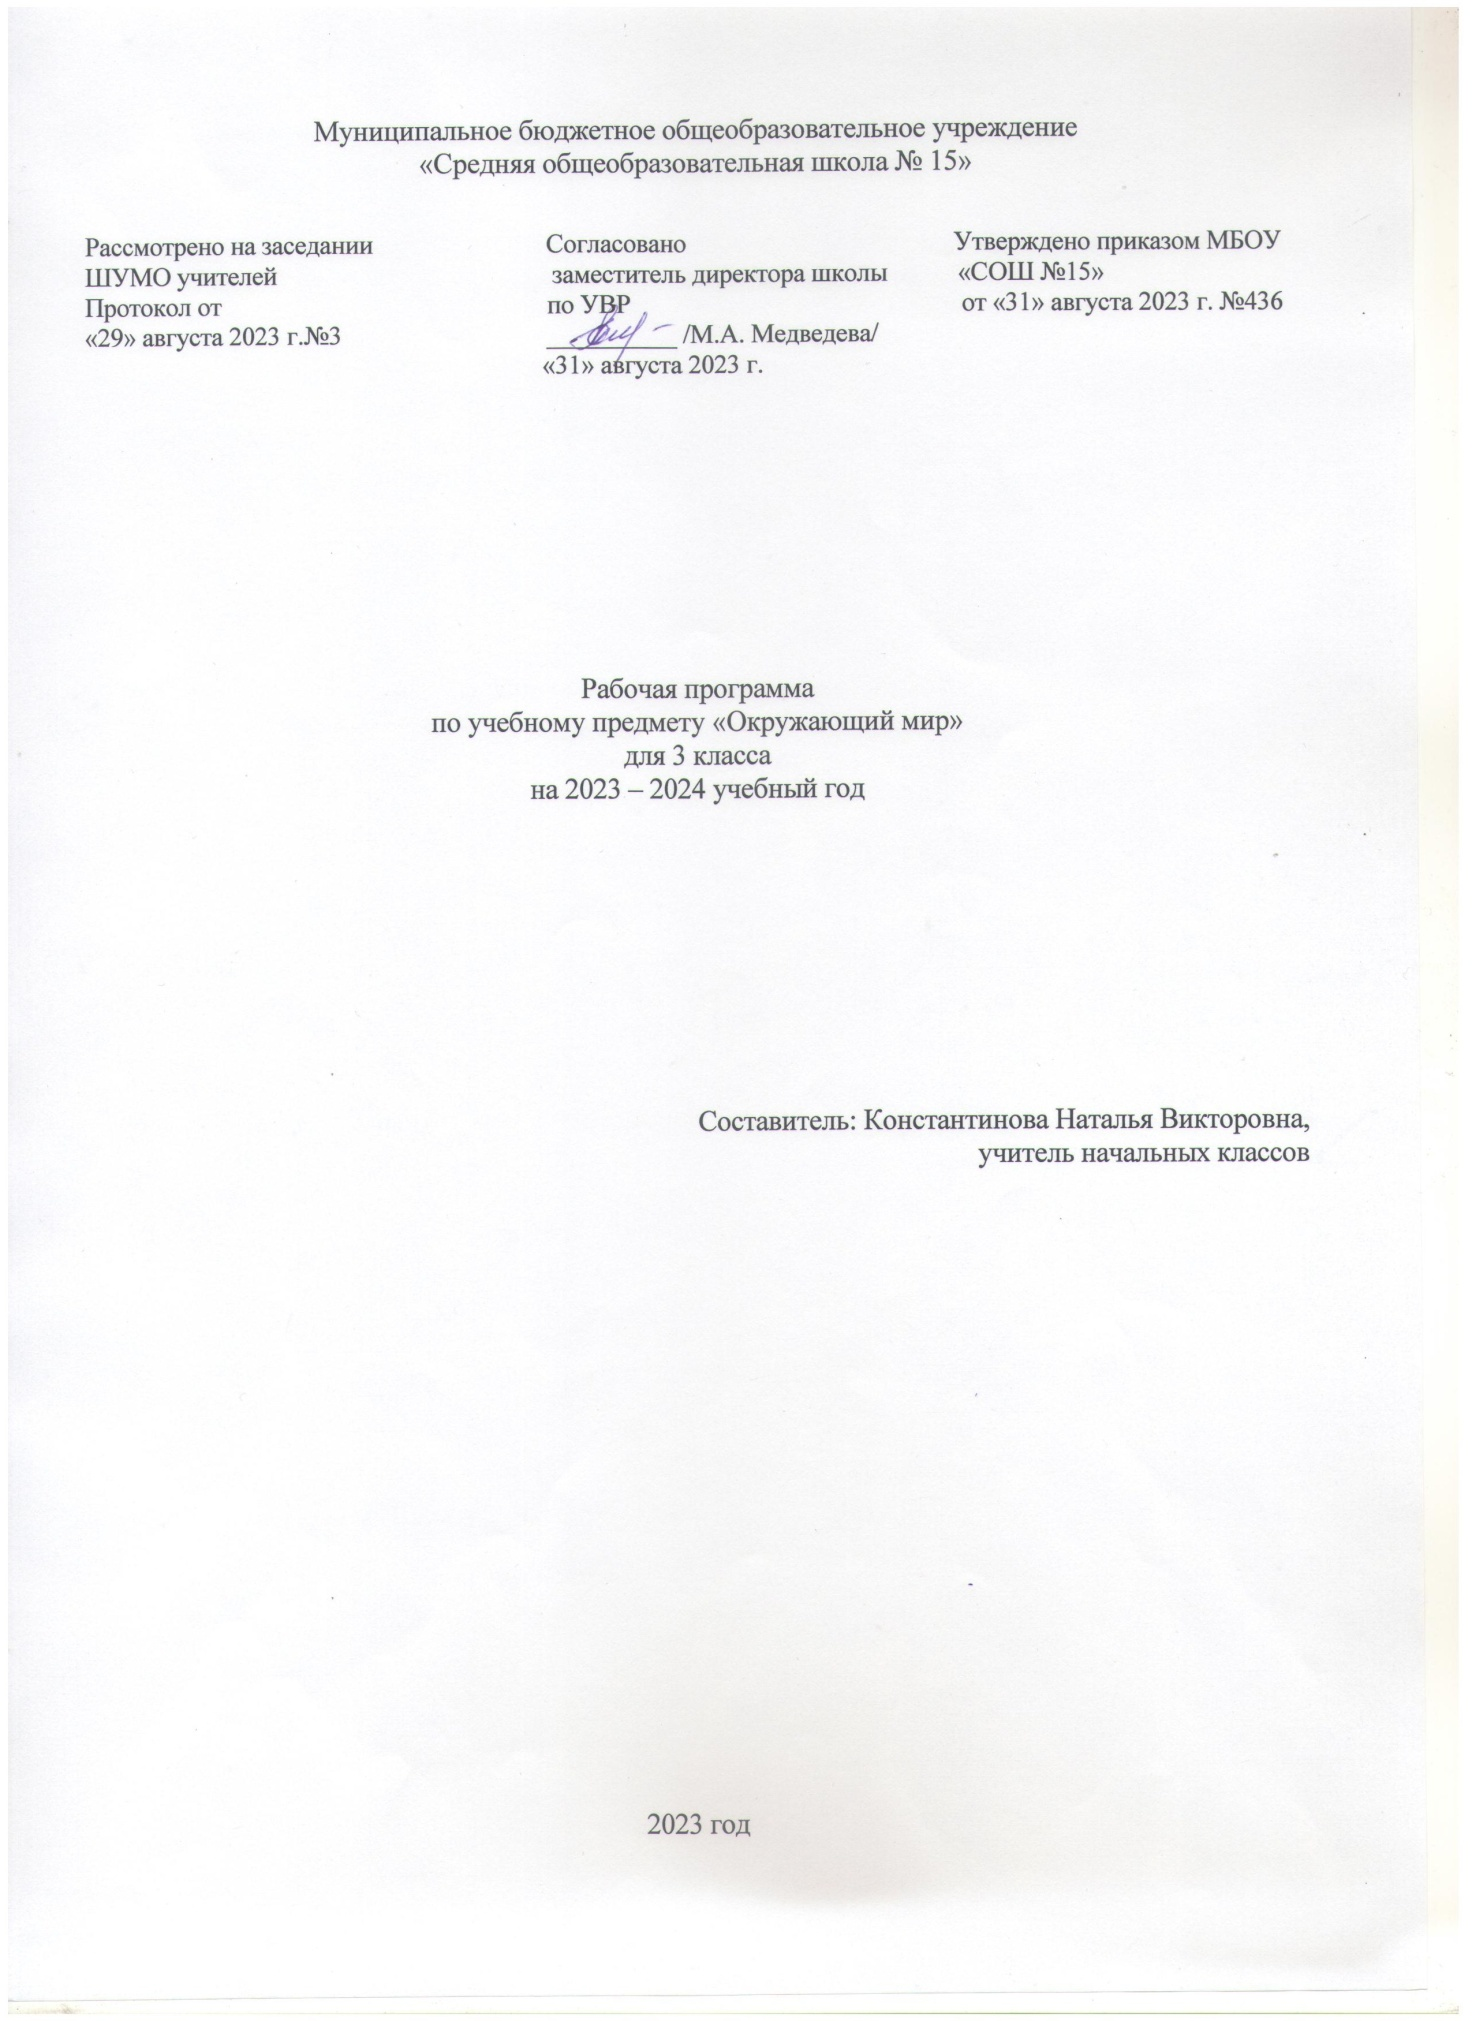 Муниципальное бюджетное общеобразовательное учреждение
«Средняя общеобразовательная школа № 15»
Рассмотрено на заседании
ШУМО учителей
Протокол от
«29» августа 2023 г.№3
Согласовано
заместитель директора школы
по УВР
____________ /М.А. Медведева/
«31» августа 2023 г.
Утверждено приказом МБОУ
«СОШ №15»
от «31» августа 2023 г. №436
Рабочая программа
по учебному предмету «Окружающий мир»
для 3 класса
на 2023 – 2024 учебный год
Составитель: Константинова Наталья Викторовна,
учитель начальных классов
2023 год